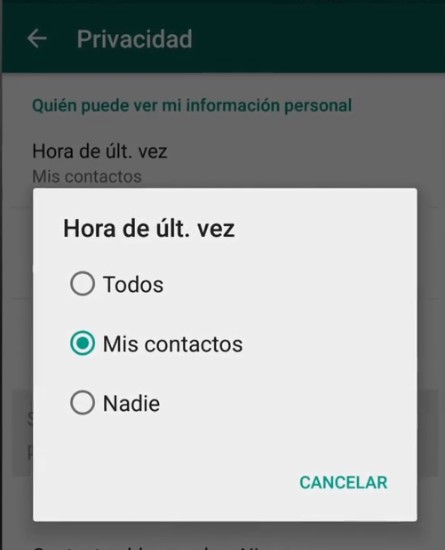 Privacidad
Quién puede ver mi información personal
Hora de últ. vez
Mis contactos
Hora de últ. vez
Todos
Mis contactos
Nadie
CANCELAR